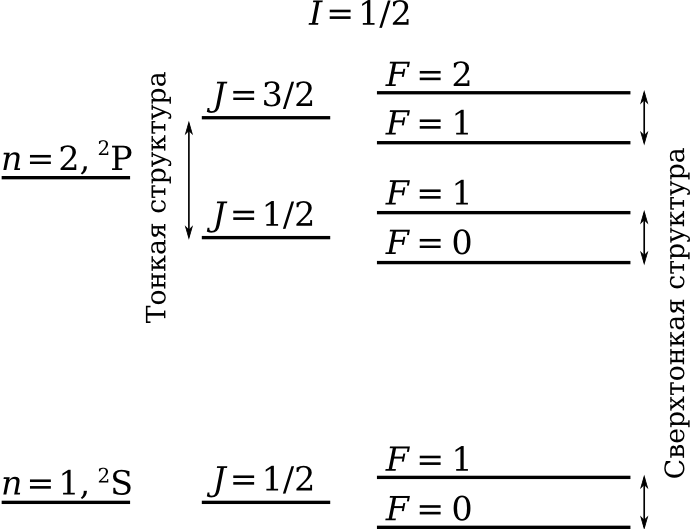 I = 1/2
n = 2, ²P
Тонкая структура
J = 3/2
J = 1/2
F = 2
F = 1
F = 1
F = 0
Сверхтонкая структура
n = 1, ²S
J = 1/2
F = 1
F = 0